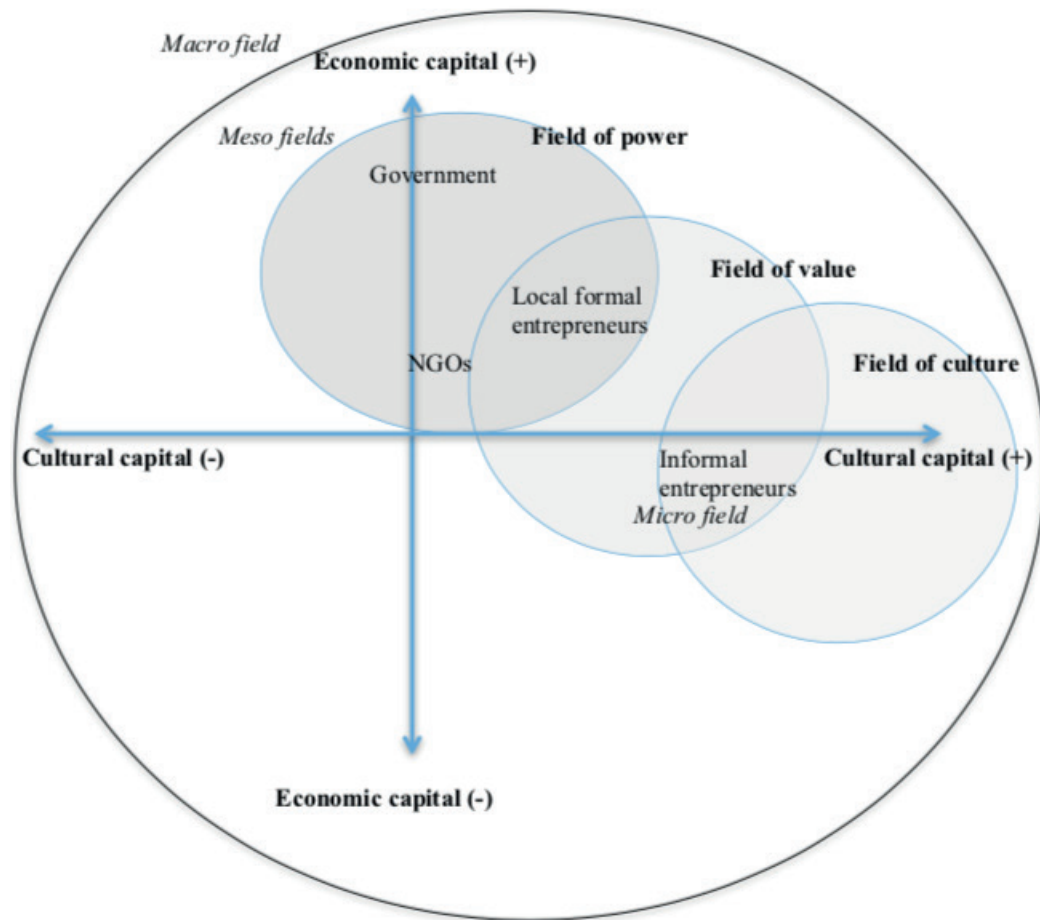 Macro field
Economic capital (+)
Meso fields
Field of power
Government
Field of value
Local formal
entrepreneurs
NGOs
Field of culture
Cultural capital (-)
Informal
entrepreneurs
Cultural capital (+)
Micro field
Economic capital (-)